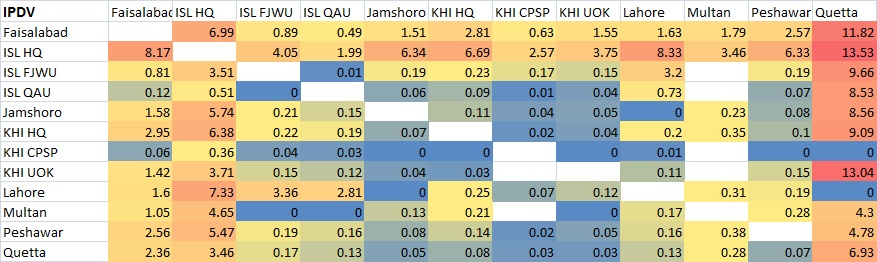 IPDV Faisalabad ISL HQ ISL FJWU ISL QAU Jamshoro KHI HQ KHI CPSP KHI UOK Lahore Multan Peshawar Quetta
Faisalabad 6.99 0.89 0.49 1.51 2.81 0.63 1.55 1.63 1.79 2.57 11.82
ISL HQ 8.17 4.05 1.99 6.34 6.69 2.57 3.75 8.33 3.46 6.33 13.53
ISL FJWU 0.81 3.51 0.01 0.19 0.23 0.17 0.15 3.2 0.19 9.66
ISL QAU 0.12 0.51 0 0.06 0.09 0.01 0.04 0.73 0.07 8.53
Jamshoro 1.58 5.74 0.21 0.15 0.11 0.04 0.05 0 0.35 0.08 8.56
KHI HQ 2.95 6.38 0.22 0.19 0.07 0.02 0.04 0.2 0.35 0.1 9.09
KHI CPSP 0.06 0.36 0.04 0.03 0 0 0 0.01 0 0
KHI UOK 1.42 3.71 0.15 0.12 0.04 0.03 0.11 0.15 13.04
Lahore 1.6 7.33 3.36 2.81 0 0.25 0.07 0.12 0.31 0.19 0
Multan 1.05 4.65 0 0 0.13 0.21 0 0.17 0.28 4.3
Peshawar 2.56 5.47 0.19 0.16 0.08 0.14 0.02 0.05 0.16 0.38 4.78
Quetta 2.36 3.46 0.17 0.13 0.05 0.08 0.03 0.03 0.13 0.28 0.07 6.93